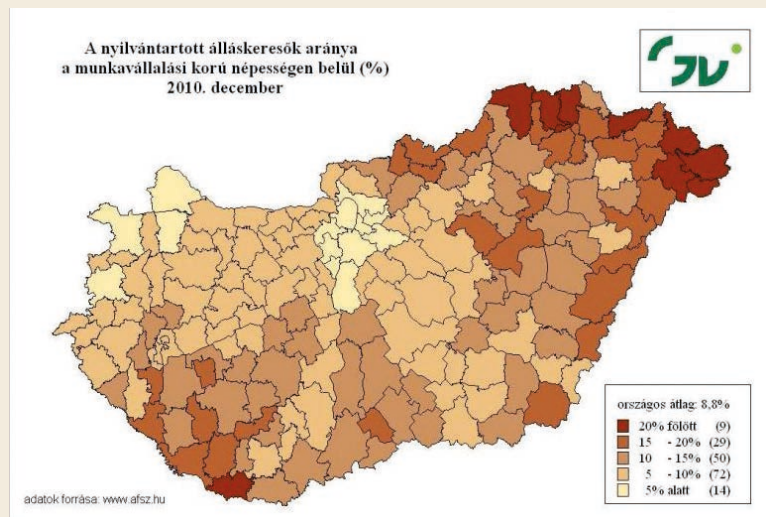 A nyilvántartott álláskeresők aránya
a munkavállalási korú népességen belül (%)
2010. december
országos átlag: 8,8%
20% fölött (9)
15 - 20% (29)
10 - 15% (50)
5 - 10% (72)
5% alatt (14)
adatok forrása: www.afsz.hu